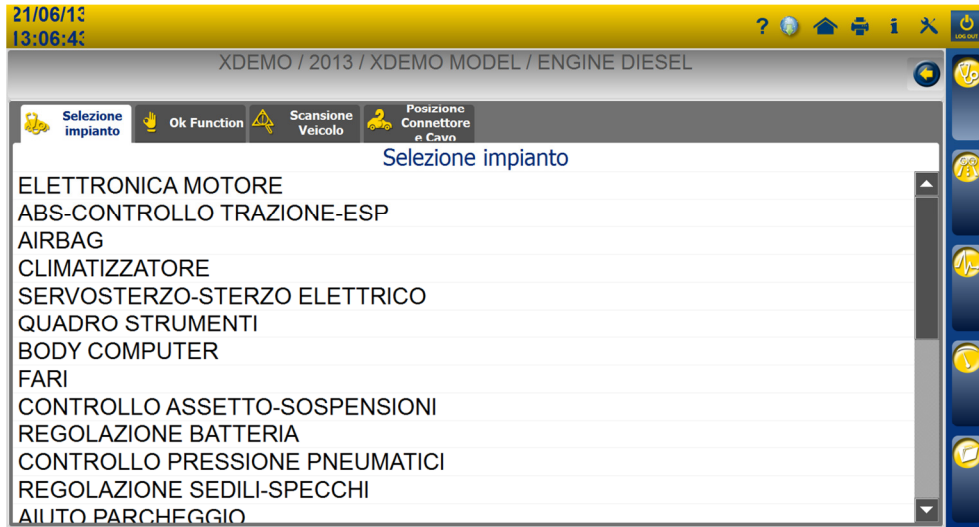 21/06/13
13:06:43
?
i
LOG OUT
XDEMO / 2013 / XDEMO MODEL / ENGINE DIESEL
Selezione
impianto
Ok Function
Scansione
Veicolo
Posizione
Connettore
e Cavo
Selezione impianto
ELETTRONICA MOTORE
ABS-CONTROLLO TRAZIONE-ESP
AIRBAG
CLIMATIZZATORE
SERVOSTERZO-STERZO ELETTRICO
QUADRO STRUMENTI
BODY COMPUTER
FARI
CONTROLLO ASSETTO-SOSPENSIONI
REGOLAZIONE BATTERIA
CONTROLLO PRESSIONE PNEUMATICI
REGOLAZIONE SEDILI-SPECCHI
AIUTO PARCHEGGIO